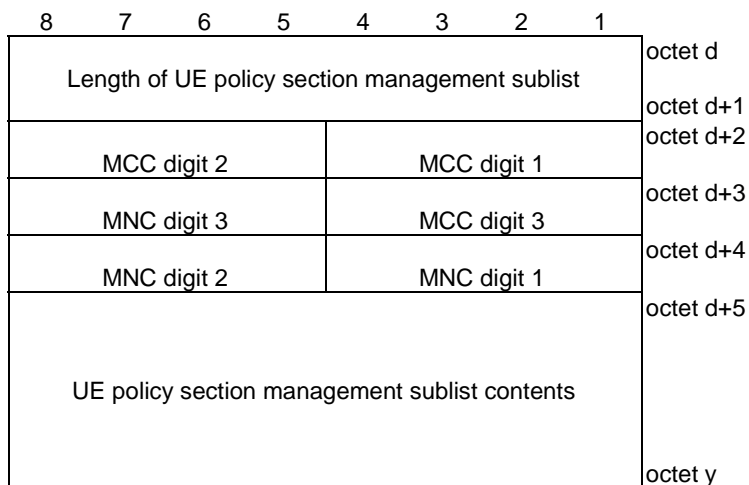 8 7 6 5 4 3 2 1
octet d
Length of UE policy section management sublist
octet d+1
octet d+2
MCC digit 2 MCC digit 1
octet d+3
MNC digit 3 MCC digit 3
octet d+4
MNC digit 2 MNC digit 1
octet d+5
UE policy section management sublist contents
octet y